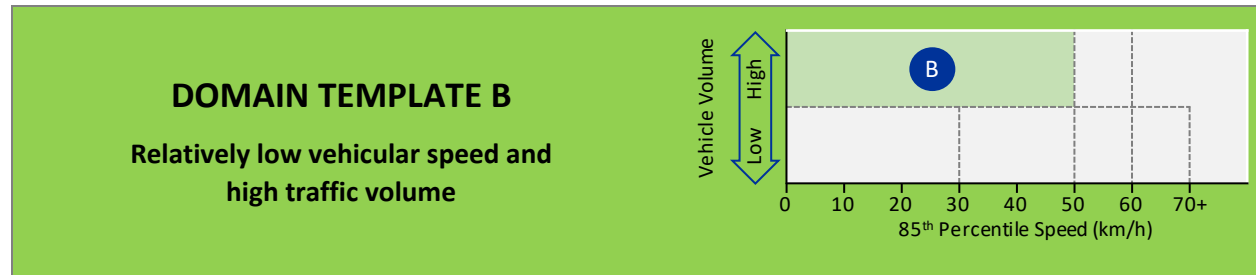 DOMAIN TEMPLATE B
Relatively low vehicular speed and
high traffic volume
Vehicle Volume
Low High
B
0 10 20 30 40 50 60 70+
85th Percentile Speed (km/h)